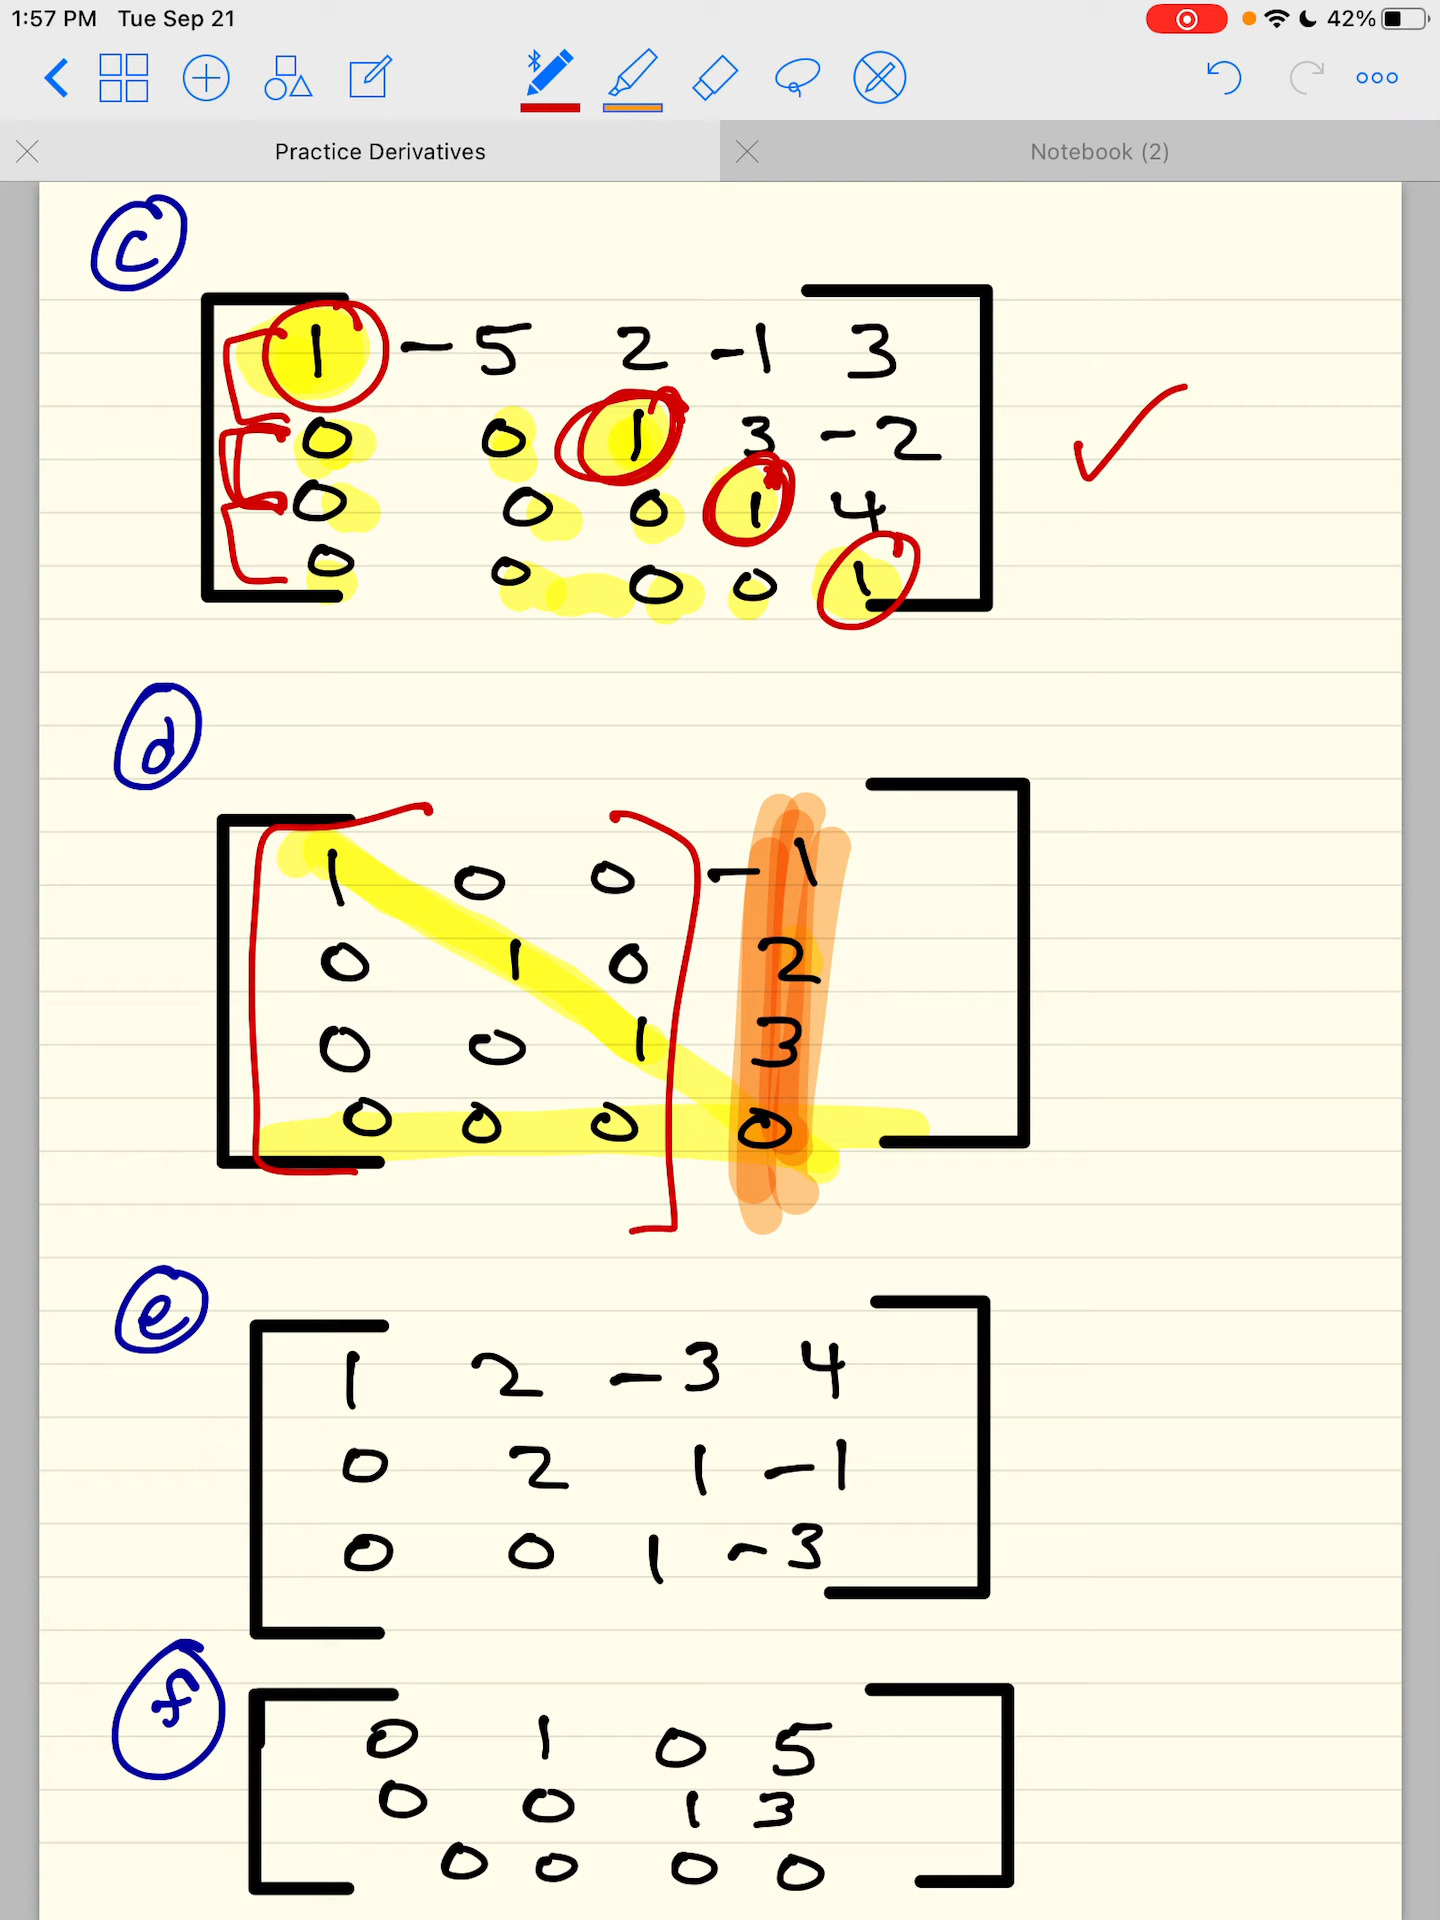 1:57 PM Tue Sep 21 42%
Practice Derivatives Notebook (2)
c
1 -5 2 -1 3
0 0 1 3 -2
0 0 0 1 4
0 0 0 0 1
d
1 0 0 -1
0 1 0 2
0 0 1 3
0 0 0 0
e
1 2 -3 4
0 2 1 -1
0 0 1 -3
f
0 1 0 5
0 0 1 3
0 0 0 0